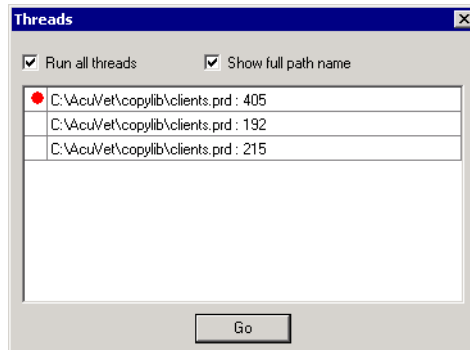 Threads
Run all threads Show full path name
C:\AcuVet\copylib\clients.prd : 405
C:\AcuVet\copylib\clients.prd : 192
C:\AcuVet\copylib\clients.prd : 215
Go